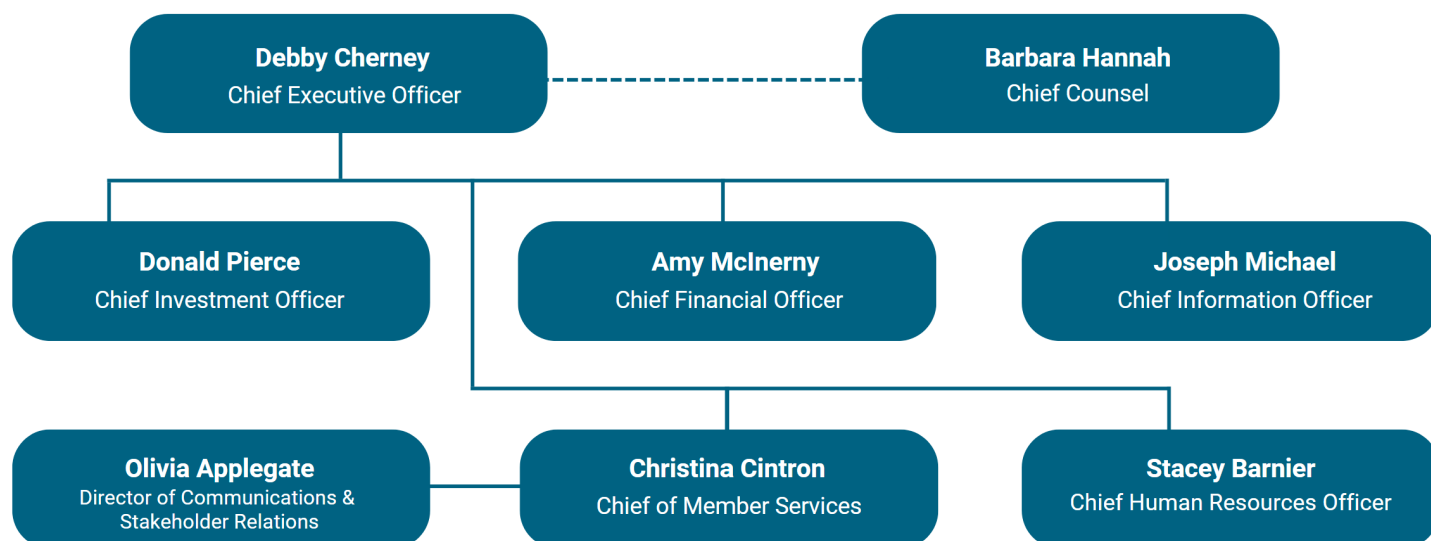 Debby Cherney
Chief Executive Officer
Barbara Hannah
Chief Counsel
Donald Pierce
Chief Investment Officer
Amy McInerny
Chief Financial Officer
Joseph Michael
Chief Information Officer
Olivia Applegate
Director of Communications &
Stakeholder Relations
Christina Cintron
Chief of Member Services
Stacey Barnier
Chief Human Resources Officer